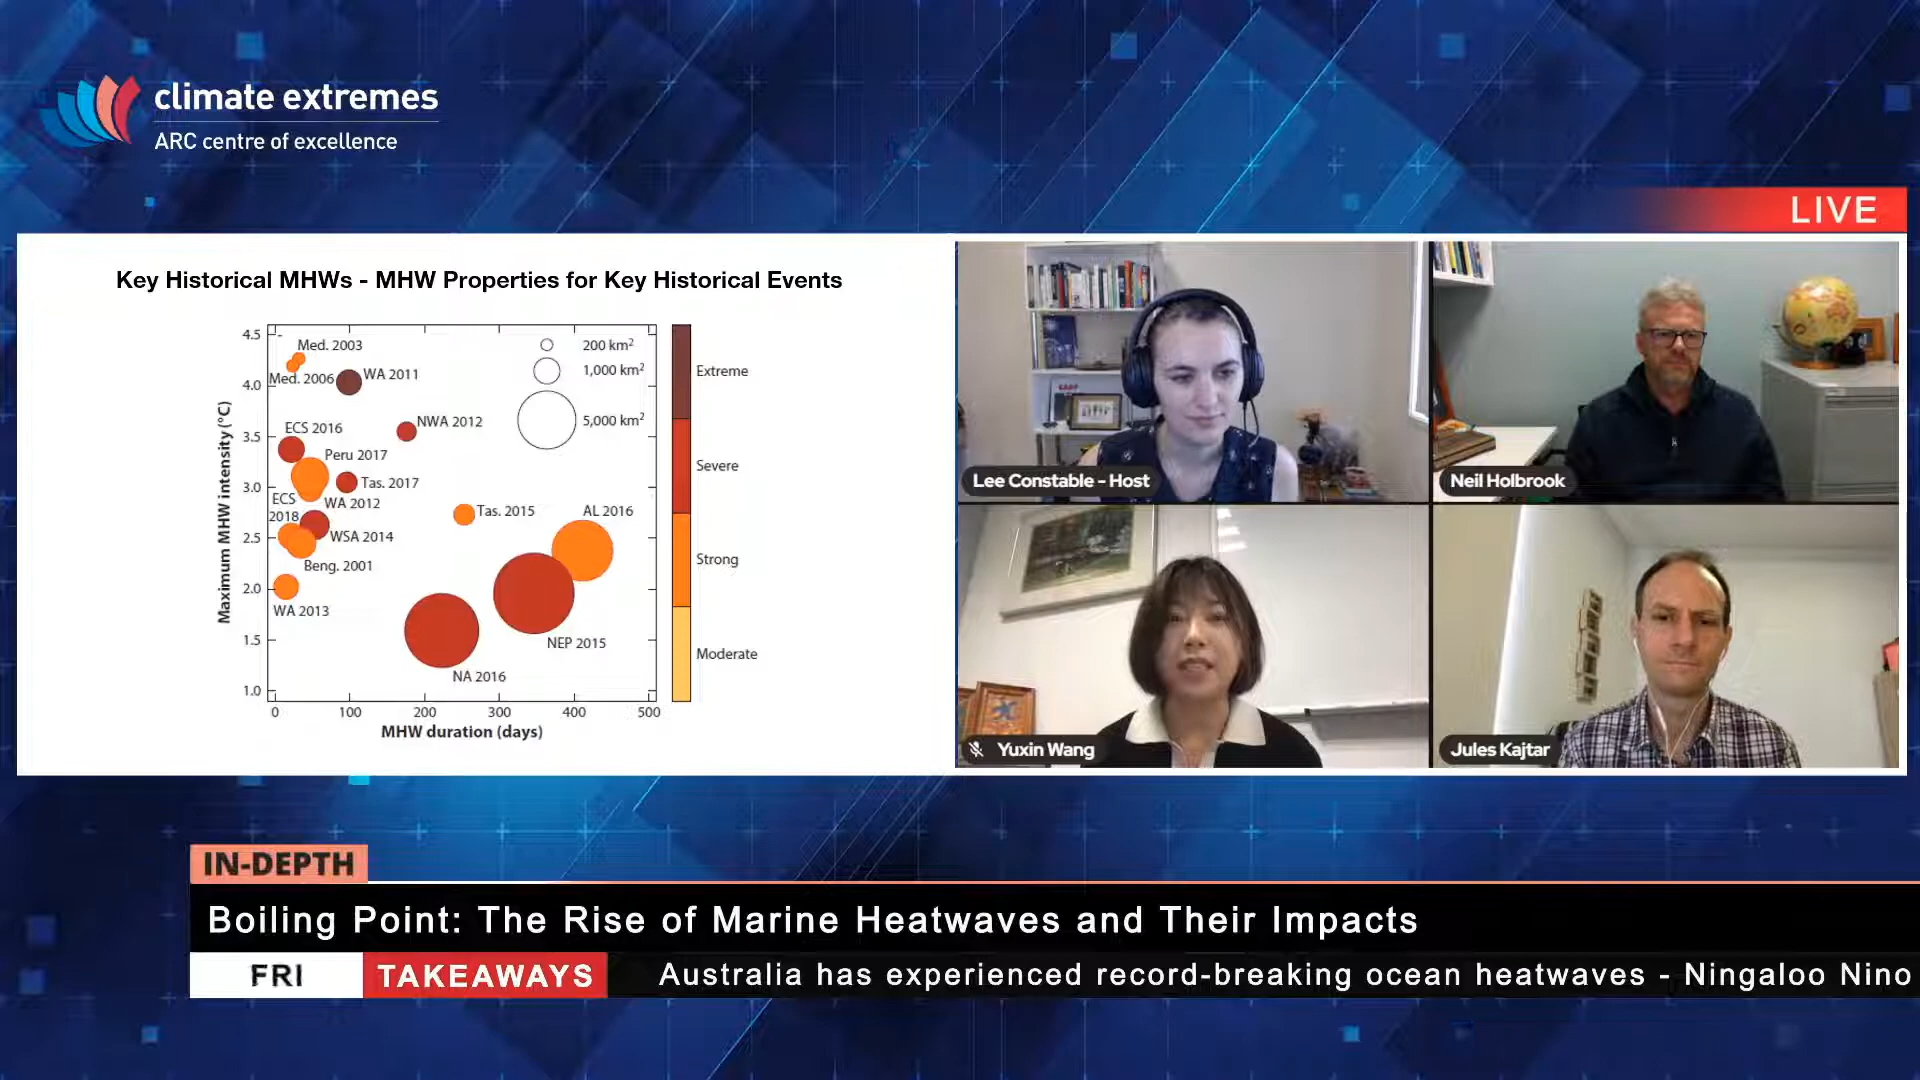 climate extremes
ARC centre of excellence
LIVE
Key Historical MHWs - MHW Properties for Key Historical Events
Maximum MHW intensity (°C)
4.5
4.0
3.5
3.0
2.5
2.0
1.5
1.0
Med. 2003
Med. 2006
WA 2011
NWA 2012
ECS 2016
Peru 2017
Tas. 2017
ECS
2018
WA 2012
Tas. 2015
AL 2016
WSA 2014
Beng. 2001
WA 2013
NEP 2015
NA 2016
200 km²
1,000 km²
5,000 km²
0
100
200
300
400
500
MHW duration (days)
Extreme
Severe
Strong
Moderate
Lee Constable - Host
Neil Holbrook
Yuxin Wang
Jules Kajtar
IN-DEPTH
Boiling Point: The Rise of Marine Heatwaves and Their Impacts
FRI
TAKEAWAYS
Australia has experienced record-breaking ocean heatwaves - Ningaloo Nino